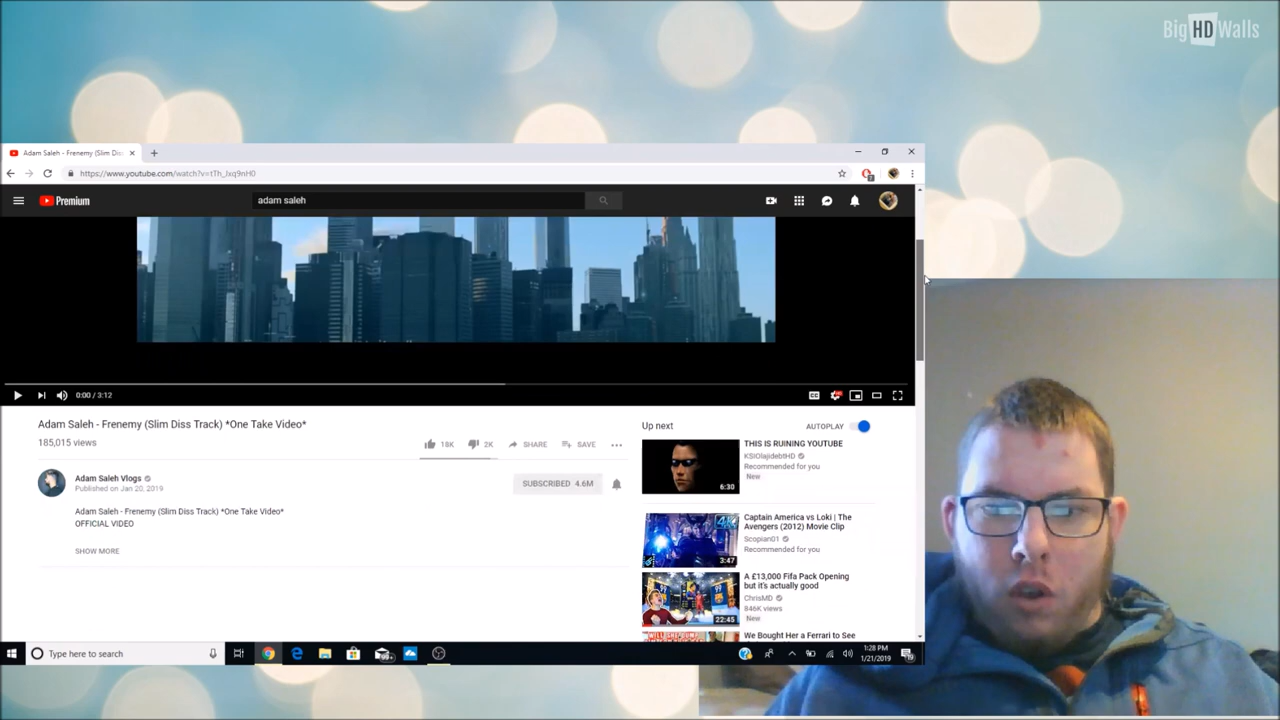 Big HD Walls
Adam Saleh - Frenemy (Slim Dis
https://www.youtube.com/watch?v=tTh_Jxq9nH0
Premium
adam saleh
0:00 / 3:12
Adam Saleh - Frenemy (Slim Diss Track) *One Take Video*
185,015 views
18K
2K
SHARE
SAVE
Adam Saleh Vlogs
Published on Jan 20, 2019
SUBSCRIBED 4.6M
Adam Saleh - Frenemy (Slim Diss Track) *One Take Video*
OFFICIAL VIDEO
SHOW MORE
Up next
AUTOPLAY
THIS IS RUINING YOUTUBE
KSIOlajidebtHD
Recommended for you
New
6:30
Captain America vs Loki | The
Avengers (2012) Movie Clip
Scopian01
Recommended for you
3:47
A £13,000 Fifa Pack Opening
but it's actually good
ChrisMD
846K views
New
22:45
We Bought Her a Ferrari to See
Type here to search
1:28 PM
1/21/2019